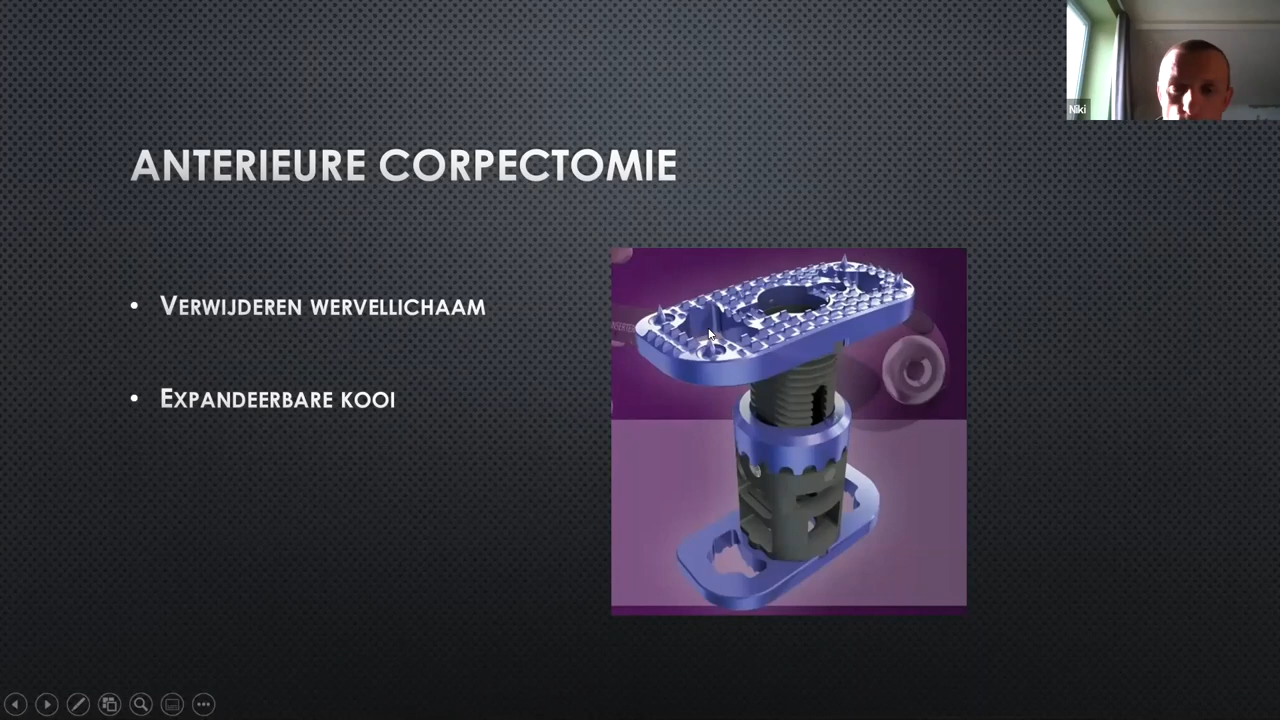 Niki
ANTERIEURE CORPECTOMIE
• VERWIJDEREN WERVELLICHAAM
• EXPANDEERBARE KOOI